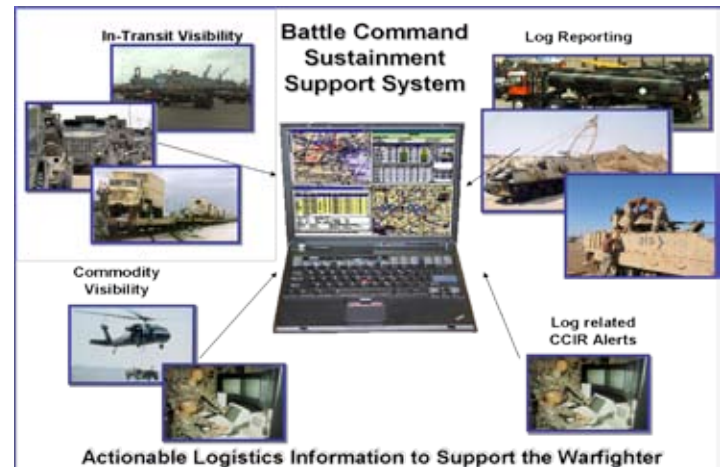 In-Transit Visibility
Battle Command
Sustainment
Support System
Log Reporting
Commodity
Visibility
Log related
CCIR Alerts
Actionable Logistics Information to Support the Warfighter